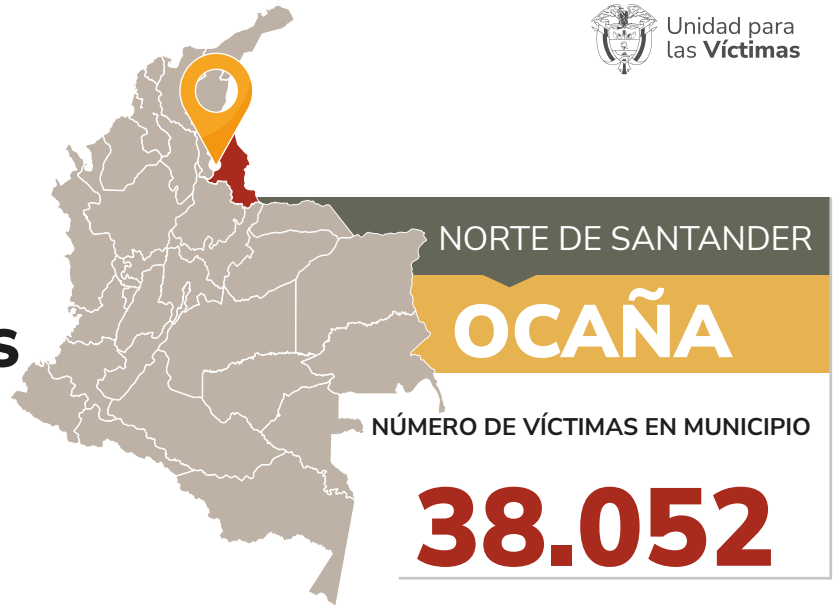 Unidad para
las Víctimas
NORTE DE SANTANDER
OCAÑA
S
NÚMERO DE VÍCTIMAS EN MUNICIPIO
38.052